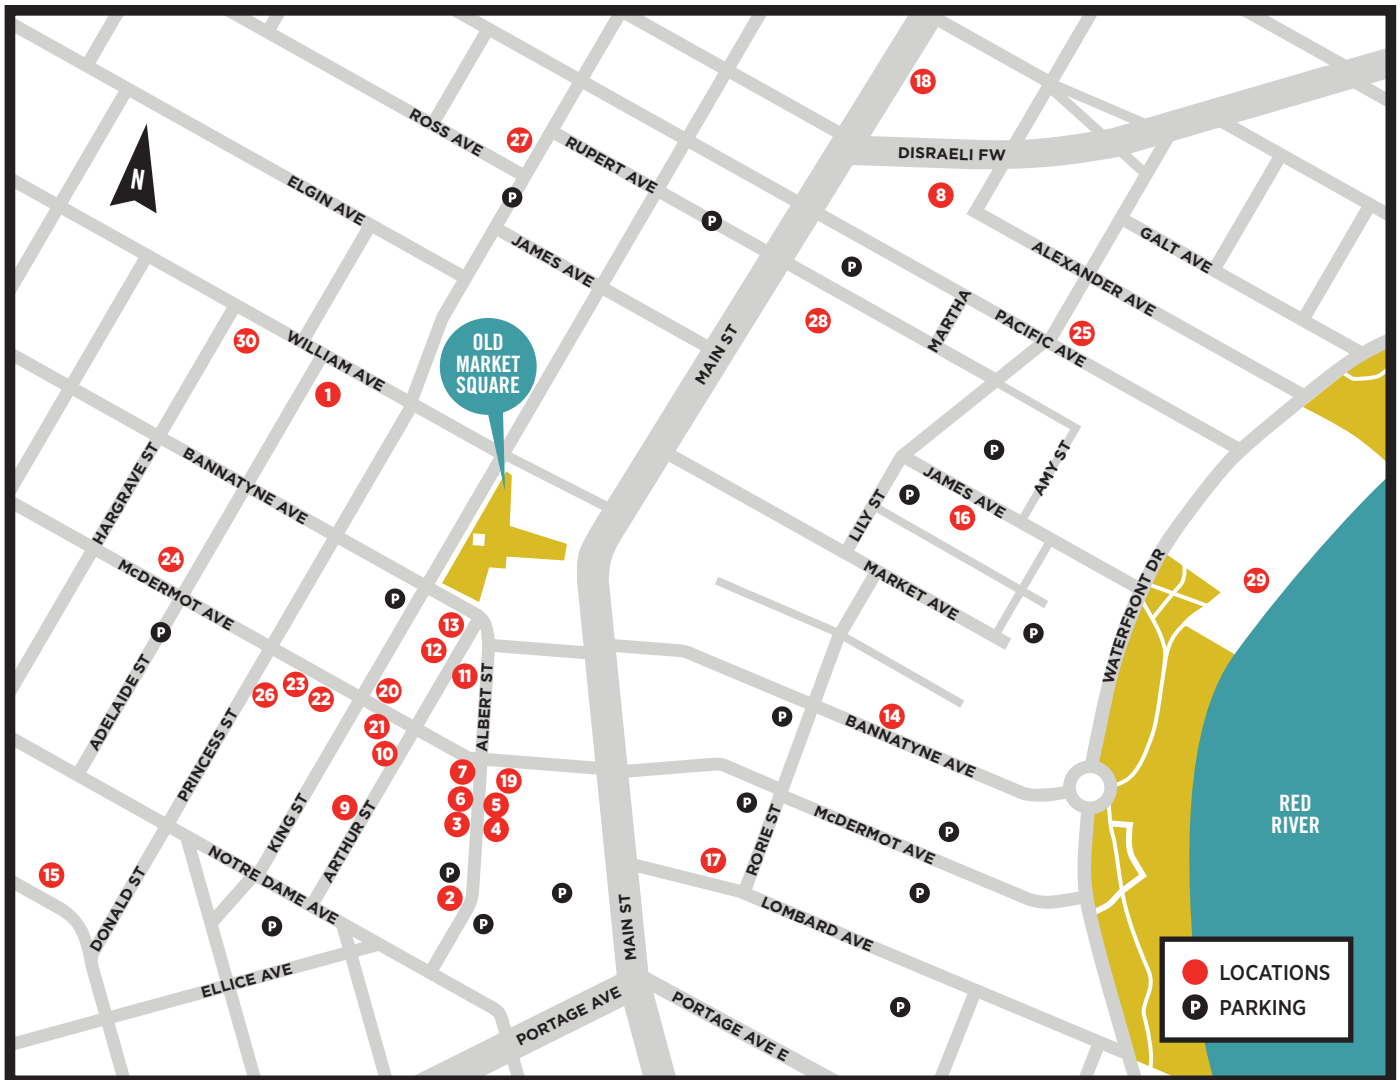 18
ROSS AVE
27
RUPERT AVE
DISRAELI FW
N
ELGIN AVE
P
8
P
JAMES AVE
GALT AVE
P
ALEXANDER AVE
30
WILLIAM AVE
OLD
MARKET
SQUARE
MAIN ST
28
MARTHA
PACIFIC AVE
25
1
HARGRAVE ST
BANNATYNE AVE
P
AMY ST
P
JAMES AVE
16
LILY ST
24
McDERMOT AVE
MARKET AVE
WATERFRONT DR
29
P
P
13
P
12
11
ADELAIDE ST
26
23
22
20
ALBERT ST
21
10
P
14
BANNATYNE AVE
PRINCESS ST
7
19
6
5
3
4
9
KING ST
ARTHUR ST
P
RORIE ST
McDERMOT AVE
P
RED
RIVER
15
DONALD ST
NOTRE DAME AVE
P
2
P
P
17
P
LOMBARD AVE
P
MAIN ST
ELLICE AVE
PORTAGE AVE
PORTAGE AVE E
P
LOCATIONS
P PARKING